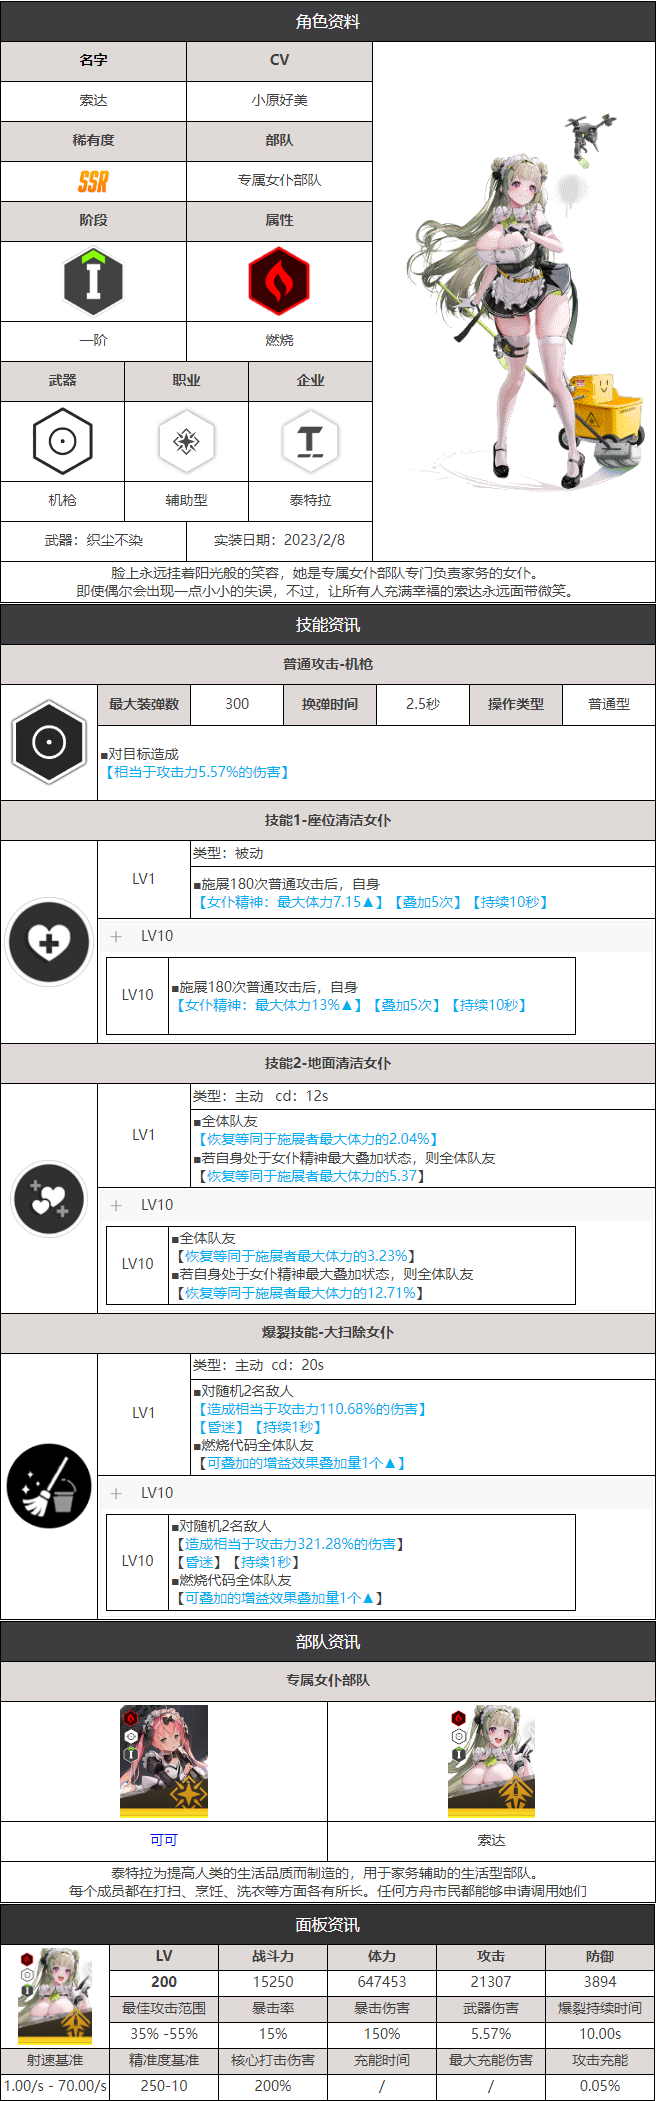 角色资料
名字
CV
索达
小原好美
稀有度
部队
SSR
专属女仆部队
阶段
属性
I
一阶
燃烧
武器
职业
企业
机枪
辅助型
泰特拉
武器：织尘不染
实装日期：2023/2/8
脸上永远挂着阳光般的笑容，她是专属女仆部队专门负责家务的女仆。
即使偶尔会出现一点小小的失误，不过，让所有人充满幸福的索达永远面带微笑。
技能资讯
普通攻击-机枪
最大装弹数
300
换弹时间
2.5秒
操作类型
普通型
■对目标造成
【相当于攻击力5.57%的伤害】
技能1-座位清洁女仆
LV1
类型：被动
■施展180次普通攻击后，自身
【女仆精神：最大体力7.15▲】【叠加5次】【持续10秒】
+ LV10
LV10
■施展180次普通攻击后，自身
【女仆精神：最大体力13%▲】【叠加5次】【持续10秒】
技能2-地面清洁女仆
LV1
类型：主动 cd：12s
■全体队友
【恢复等同于施展者最大体力的2.04%】
■若自身处于女仆精神最大叠加状态，则全体队友
【恢复等同于施展者最大体力的5.37】
+ LV10
LV10
■全体队友
【恢复等同于施展者最大体力的3.23%】
■若自身处于女仆精神最大叠加状态，则全体队友
【恢复等同于施展者最大体力的12.71%】
爆裂技能-大扫除女仆
LV1
类型：主动 cd：20s
■对随机2名敌人
【造成相当于攻击力110.68%的伤害】
【昏迷】【持续1秒】
■燃烧代码全体队友
【可叠加的增益效果叠加量1个▲】
+ LV10
LV10
■对随机2名敌人
【造成相当于攻击力321.28%的伤害】
【昏迷】【持续1秒】
■燃烧代码全体队友
【可叠加的增益效果叠加量1个▲】
部队资讯
专属女仆部队
可可
索达
泰特拉为提高人类的生活品质而制造的，用于家务辅助的生活型部队。
每个成员都在打扫、烹饪、洗衣等方面各有所长。任何方舟市民都能够申请调用她们
面板资讯
LV
战斗力
体力
攻击
防御
200
15250
647453
21307
3894
最佳攻击范围
暴击率
暴击伤害
武器伤害
爆裂持续时间
35% -55%
15%
150%
5.57%
10.00s
射速基准
精准度基准
核心打击伤害
充能时间
最大充能伤害
攻击充能
1.00/s - 70.00/s
250-10
200%
/
/
0.05%